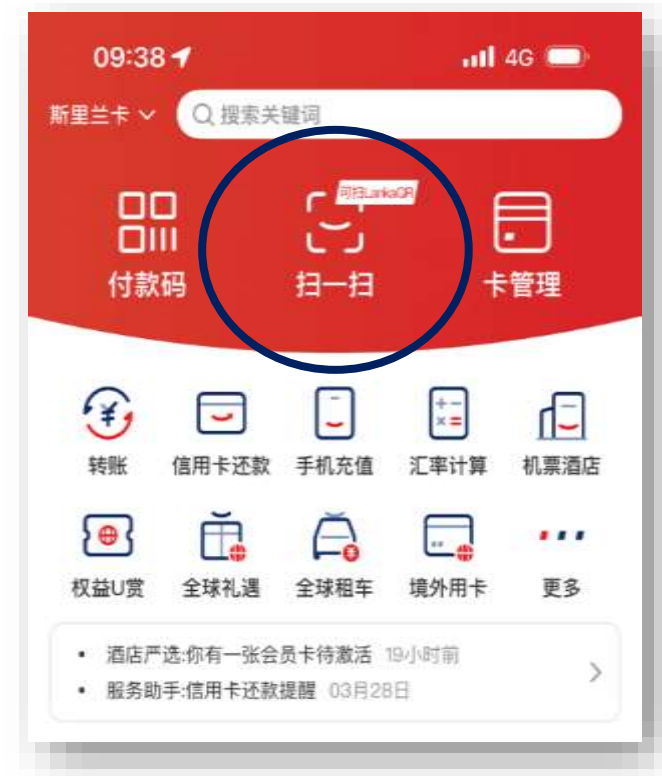 09:38 4G
斯里兰卡 搜索关键词
可扫LankaQR
付款码 扫一扫 卡管理
转账 信用卡还款 手机充值 汇率计算 机票酒店
权益U赏 全球礼遇 全球租车 境外用卡 更多
• 酒店严选:你有一张会员卡待激活 19小时前
• 服务助手:信用卡还款提醒 03月28日